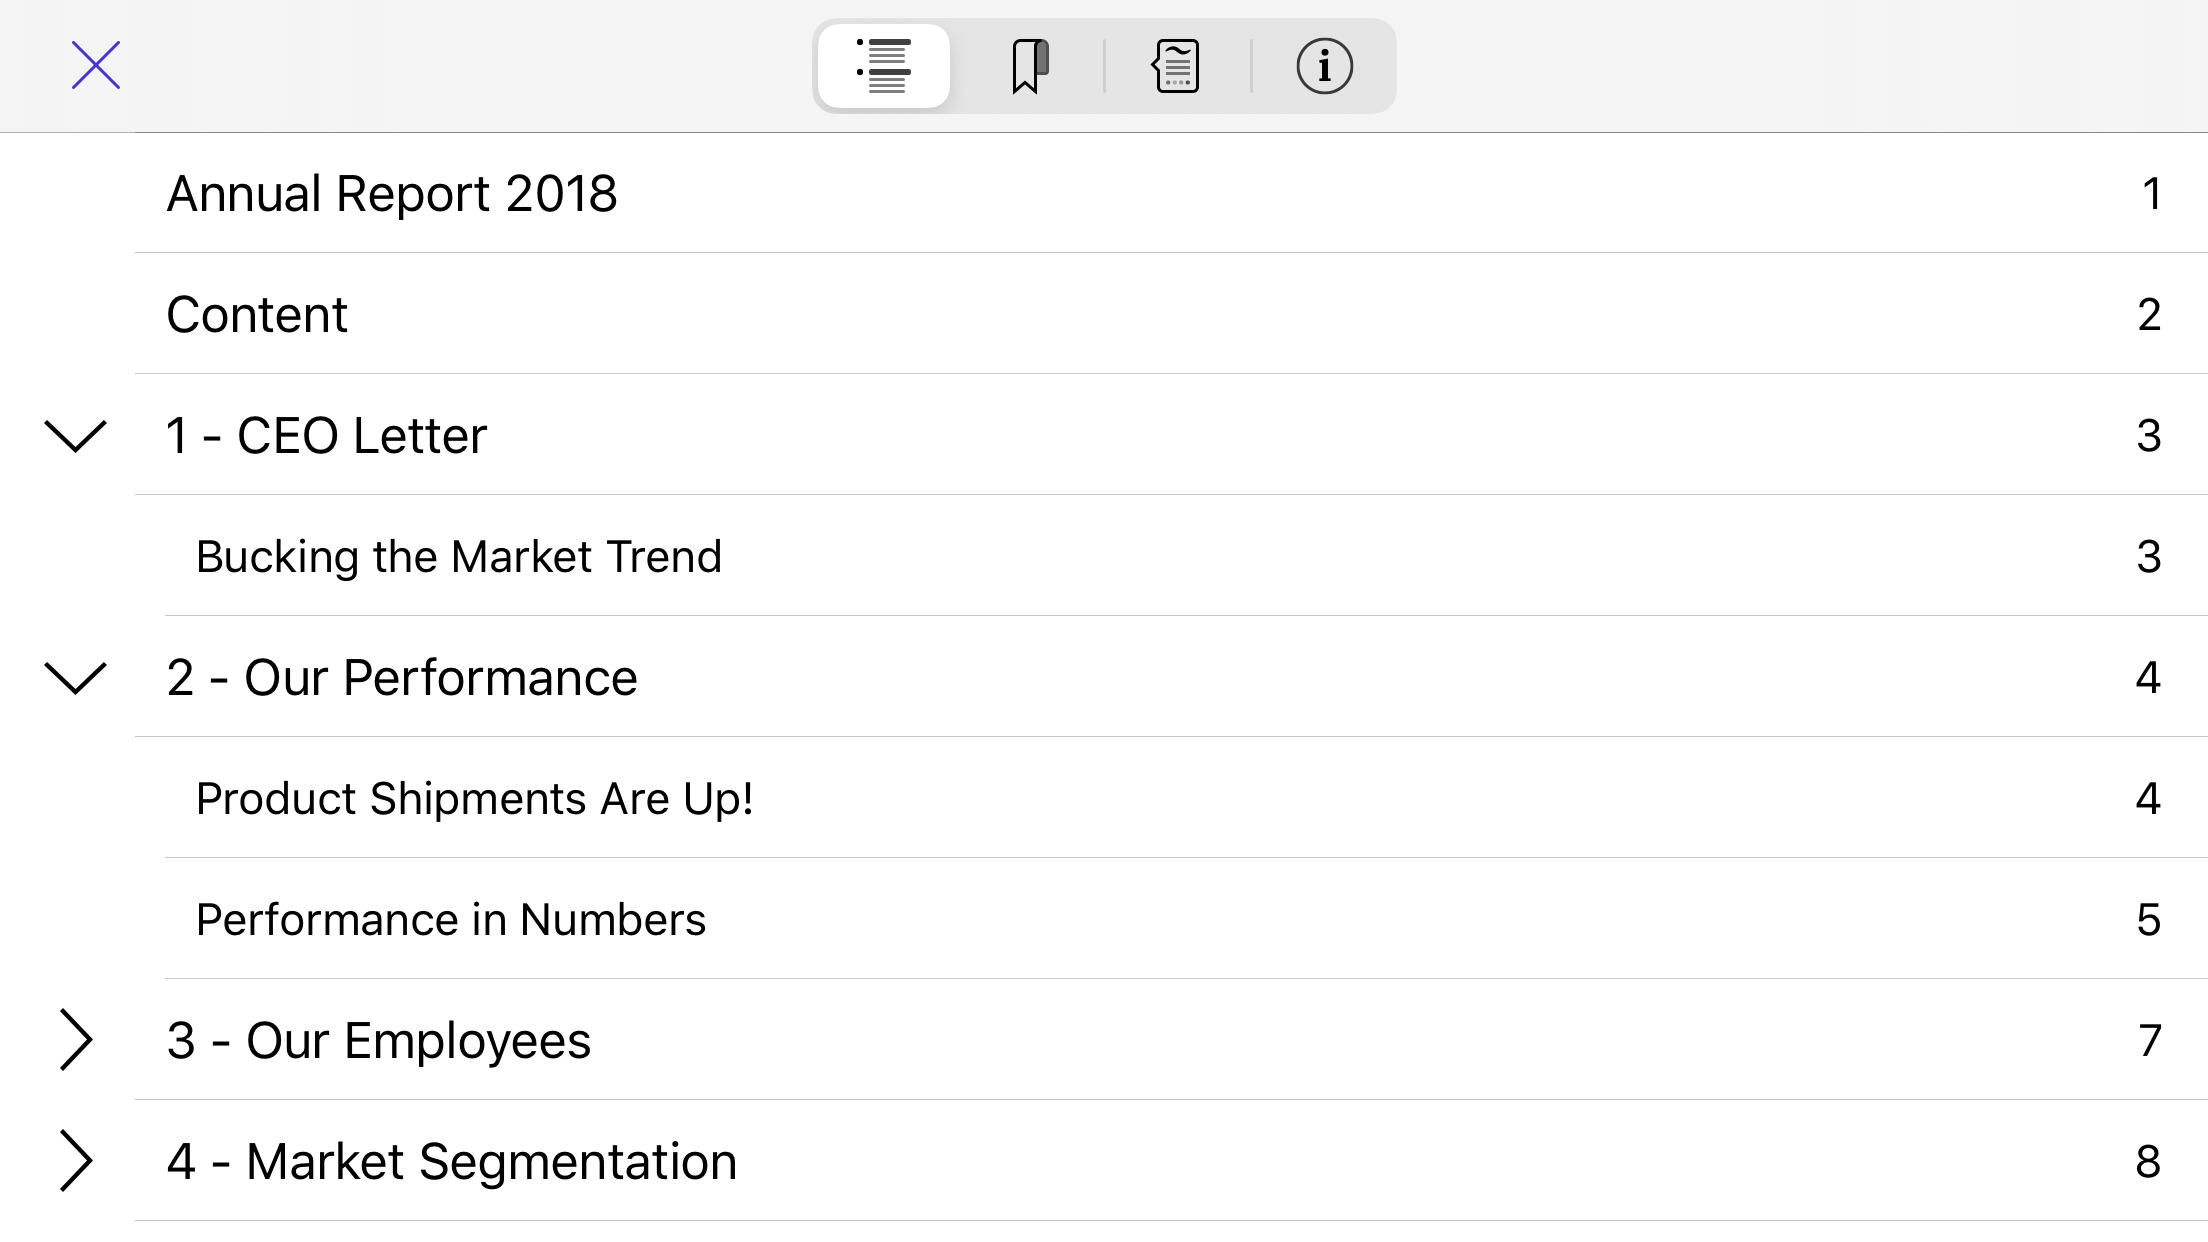 Annual Report 2018 1
Content 2
1 - CEO Letter 3
Bucking the Market Trend 3
2 - Our Performance 4
Product Shipments Are Up! 4
Performance in Numbers 5
3 - Our Employees 7
4 - Market Segmentation 8